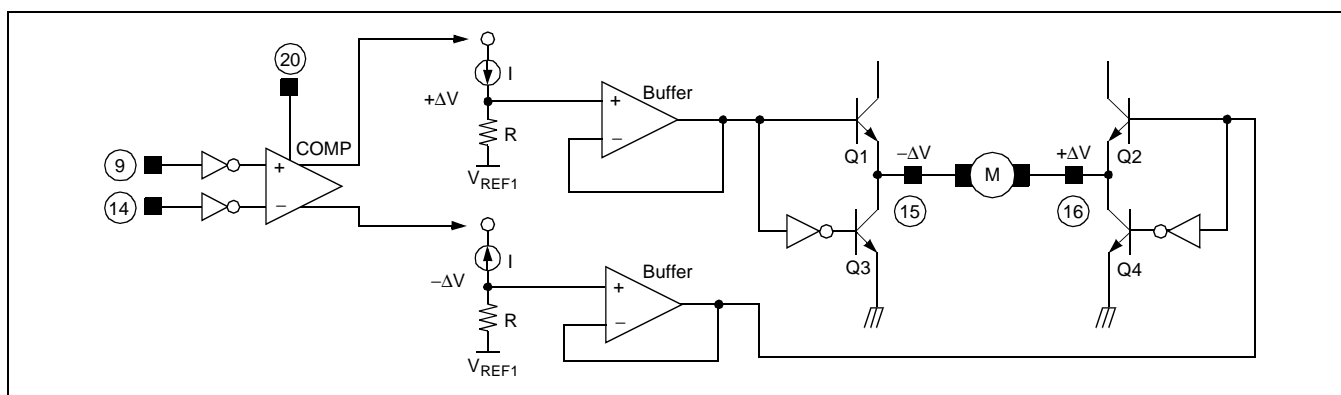 20
COMP
9
+
14
−
I
+ΔV
R
VREF1
+
−
Buffer
I
−ΔV
R
VREF1
+
−
Buffer
Q1
−ΔV
15
M
+ΔV
16
Q2
Q3
Q4